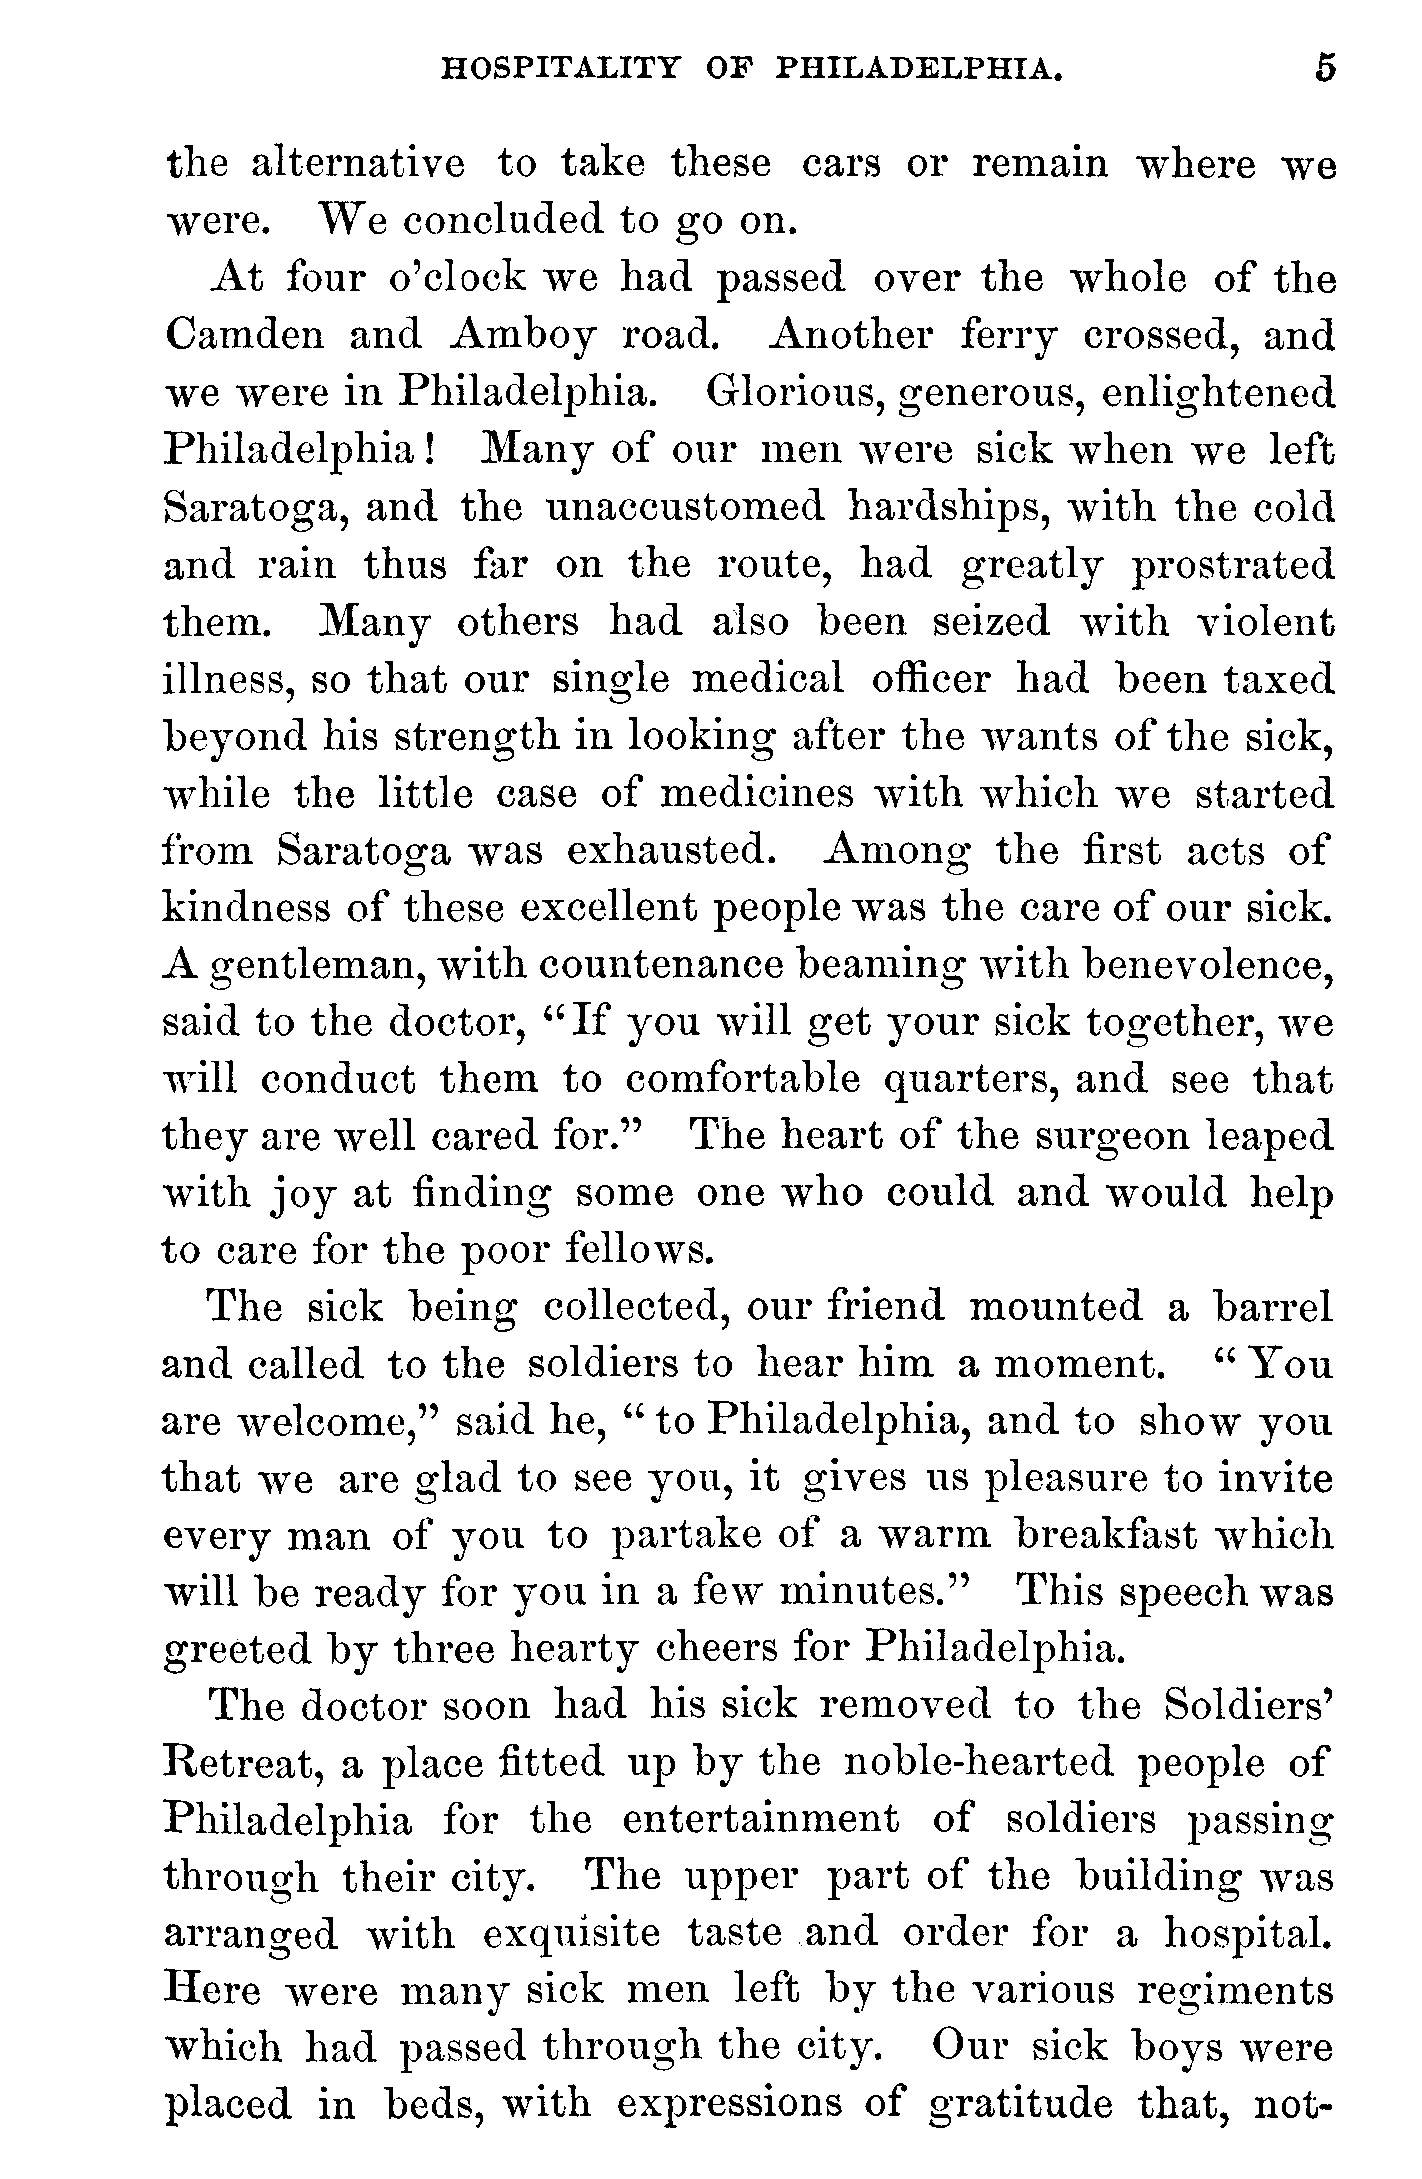 HOSPITALITY OF PHILADELPHIA. 5
the alternative to take these cars or remain where we
were. We concluded to go on.
At four o'clock we had passed over the whole of the
Camden and Amboy road. Another ferry crossed, and
we were in Philadelphia. Glorious, generous, enlightened
Philadelphia! Many of our men were sick when we left
Saratoga, and the unaccustomed hardships, with the cold
and rain thus far on the route, had greatly prostrated
them. Many others had also been seized with violent
illness, so that our single medical officer had been taxed
beyond his strength in looking after the wants of the sick,
while the little case of medicines with which we started
from Saratoga was exhausted. Among the first acts of
kindness of these excellent people was the care of our sick.
A gentleman, with countenance beaming with benevolence,
said to the doctor, “If you will get your sick together, we
will conduct them to comfortable quarters, and see that
they are well cared for.” The heart of the surgeon leaped
with joy at finding some one who could and would help
to care for the poor fellows.
The sick being collected, our friend mounted a barrel
and called to the soldiers to hear him a moment. “You
are welcome,” said he, “to Philadelphia, and to show you
that we are glad to see you, it gives us pleasure to invite
every man of you to partake of a warm breakfast which
will be ready for you in a few minutes.” This speech was
greeted by three hearty cheers for Philadelphia.
The doctor soon had his sick removed to the Soldiers'
Retreat, a place fitted up by the noble-hearted people of
Philadelphia for the entertainment of soldiers passing
through their city. The upper part of the building was
arranged with exquisite taste and order for a hospital.
Here were many sick men left by the various regiments
which had passed through the city. Our sick boys were
placed in beds, with expressions of gratitude that, not-